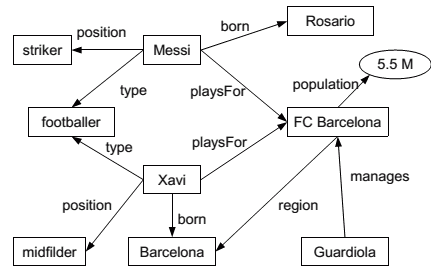 position
born
Rosario
striker
Messi
5.5 M
population
type
playsFor
footballer
FC Barcelona
type
playsFor
Xavi
manages
position
born
region
midfilder
Barcelona
Guardiola